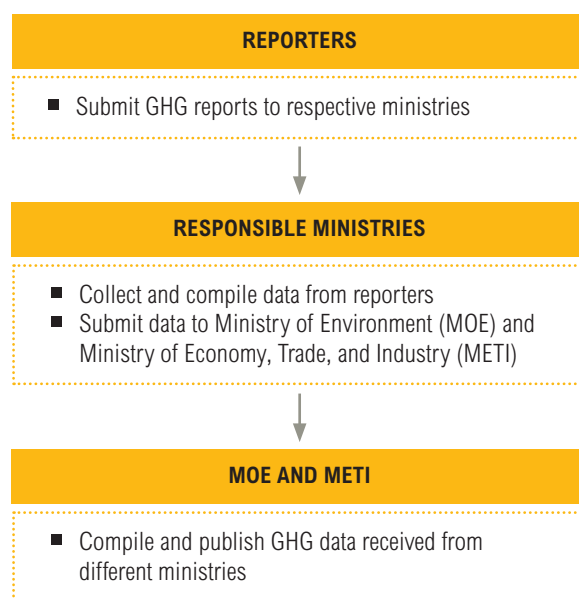 REPORTERS
■ Submit GHG reports to respective ministries
RESPONSIBLE MINISTRIES
■ Collect and compile data from reporters
■ Submit data to Ministry of Environment (MOE) and
Ministry of Economy, Trade, and Industry (METI)
MOE AND METI
■ Compile and publish GHG data received from
different ministries